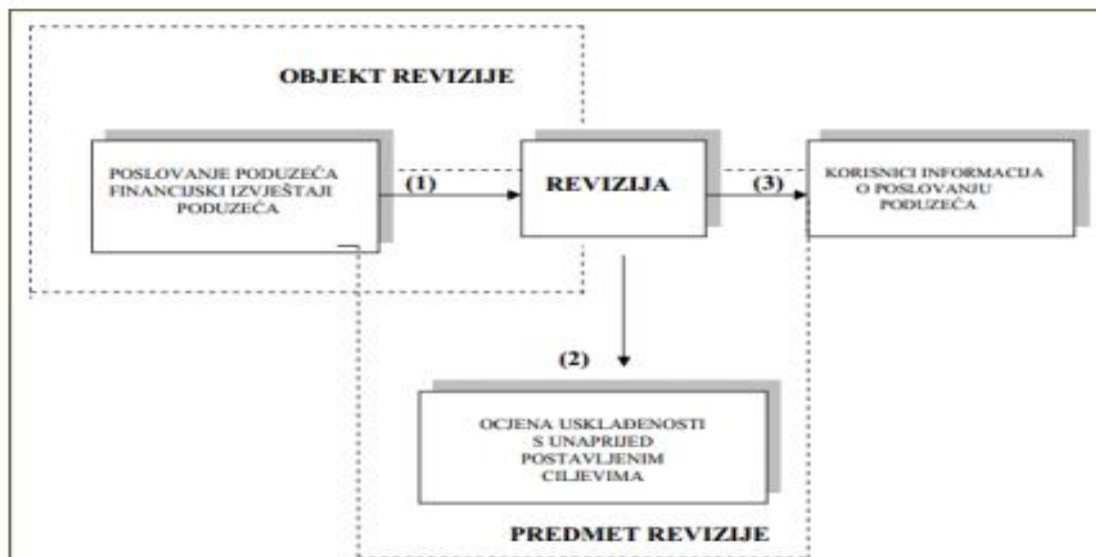 OBJEKT REVIZIJE
POSLOVANJE PODUZEĆA
FINANCIJSKI IZVJEŠTAJI
PODUZEĆA
(1)
REVIZIJA
(3)
KORISNICI INFORMACIJA
O POSLOVANJU
PODUZEĆA
(2)
OCJENA USKLAĐENOSTI
S UNAPRIJED
POSTAVLJENIM
CILJEVIMA
PREDMET REVIZIJE